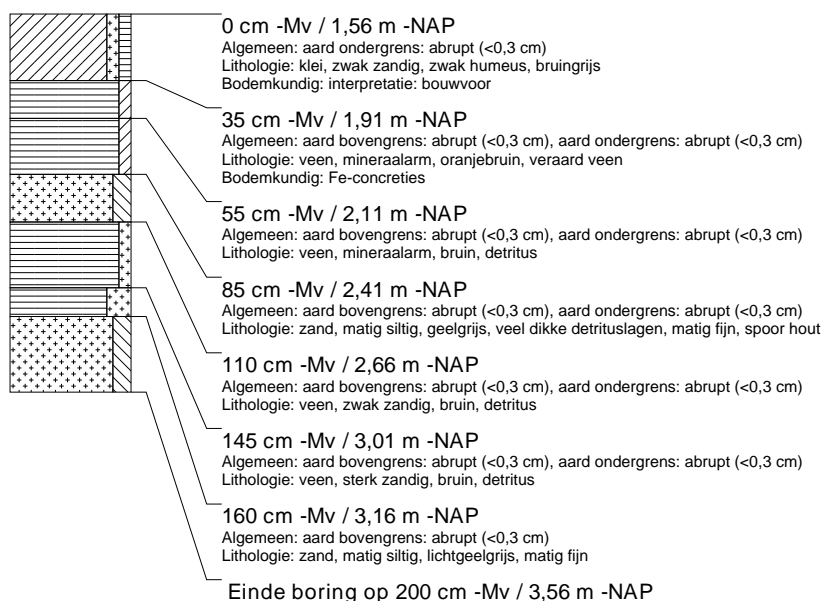 0 cm -Mv / 1,56 m -NAP
Algemeen: aard ondergrens: abrupt (<0,3 cm)
Lithologie: klei, zwak zandig, zwak humeus, bruingrijs
Bodemkundig: interpretatie: bouwvoor
35 cm -Mv / 1,91 m -NAP
Algemeen: aard bovengrens: abrupt (<0,3 cm), aard ondergrens: abrupt (<0,3 cm)
Lithologie: veen, mineraalarm, oranjebruin, veraard veen
Bodemkundig: Fe-concreties
55 cm -Mv / 2,11 m -NAP
Algemeen: aard bovengrens: abrupt (<0,3 cm), aard ondergrens: abrupt (<0,3 cm)
Lithologie: veen, mineraalarm, bruin, detritus
85 cm -Mv / 2,41 m -NAP
Algemeen: aard bovengrens: abrupt (<0,3 cm), aard ondergrens: abrupt (<0,3 cm)
Lithologie: zand, matig siltig, geelgrijs, veel dikke detrituslagen, matig fijn, spoor hout
110 cm -Mv / 2,66 m -NAP
Algemeen: aard bovengrens: abrupt (<0,3 cm), aard ondergrens: abrupt (<0,3 cm)
Lithologie: veen, zwak zandig, bruin, detritus
145 cm -Mv / 3,01 m -NAP
Algemeen: aard bovengrens: abrupt (<0,3 cm), aard ondergrens: abrupt (<0,3 cm)
Lithologie: veen, sterk zandig, bruin, detritus
160 cm -Mv / 3,16 m -NAP
Algemeen: aard bovengrens: abrupt (<0,3 cm)
Lithologie: zand, matig siltig, lichtgeelgrijs, matig fijn
Einde boring op 200 cm -Mv / 3,56 m -NAP